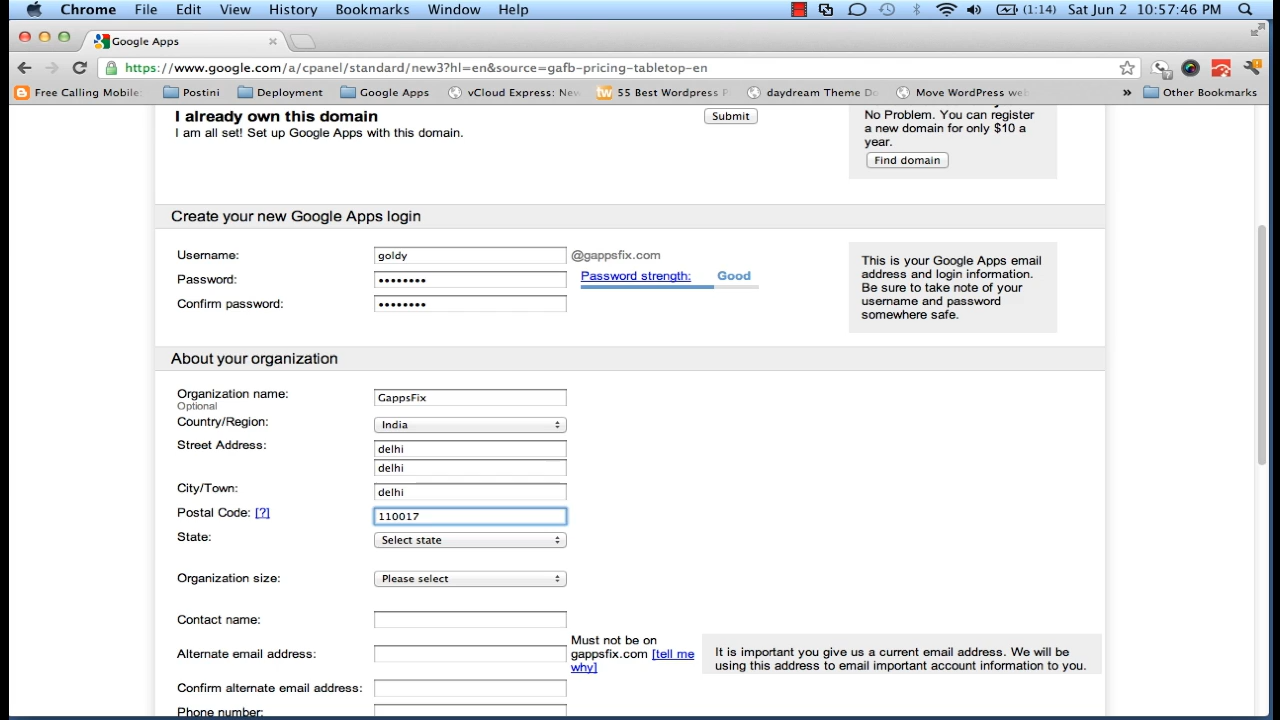 Chrome File Edit View History Bookmarks Window Help (1:14) Sat Jun 2 10:57:46 PM
Google Apps
https://www.google.com/a/cpanel/standard/new3?hl=en&source=gafb-pricing-tabletop-en
Free Calling Mobile: Postini Deployment Google Apps vCloud Express: New 55 Best Wordpress P daydream Theme Do Move WordPress web » Other Bookmarks
I already own this domain
I am all set! Set up Google Apps with this domain.
Submit
No Problem. You can register
a new domain for only $10 a
year.
Find domain
Create your new Google Apps login
Username: goldy @gappsfix.com
Password: •••••••• Password strength: Good
Confirm password: ••••••••
This is your Google Apps email
address and login information.
Be sure to take note of your
username and password
somewhere safe.
About your organization
Organization name: GappsFix
Optional
Country/Region: India
Street Address: delhi
delhi
City/Town: delhi
Postal Code: [?] 110017
State: Select state
Organization size: Please select
Contact name:
Alternate email address:
Must not be on
gappsfix.com [tell me
why]
It is important you give us a current email address. We will be
using this address to email important account information to you.
Confirm alternate email address:
Phone number: